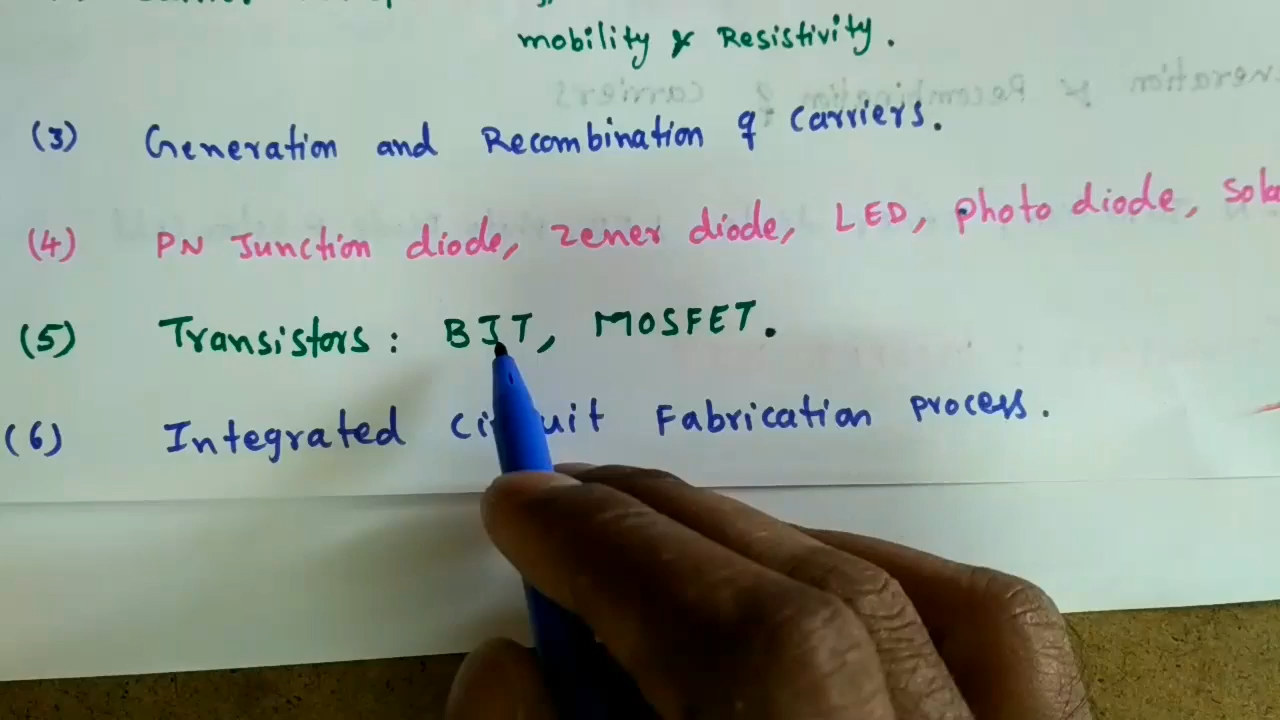 mobility & Resistivity.
(3) Generation and Recombination of carriers.
(4) PN Junction diode, zener diode, LED, photo diode,
(5) Transistors: BJT, MOSFET.
(6) Integrated Fabrication process.